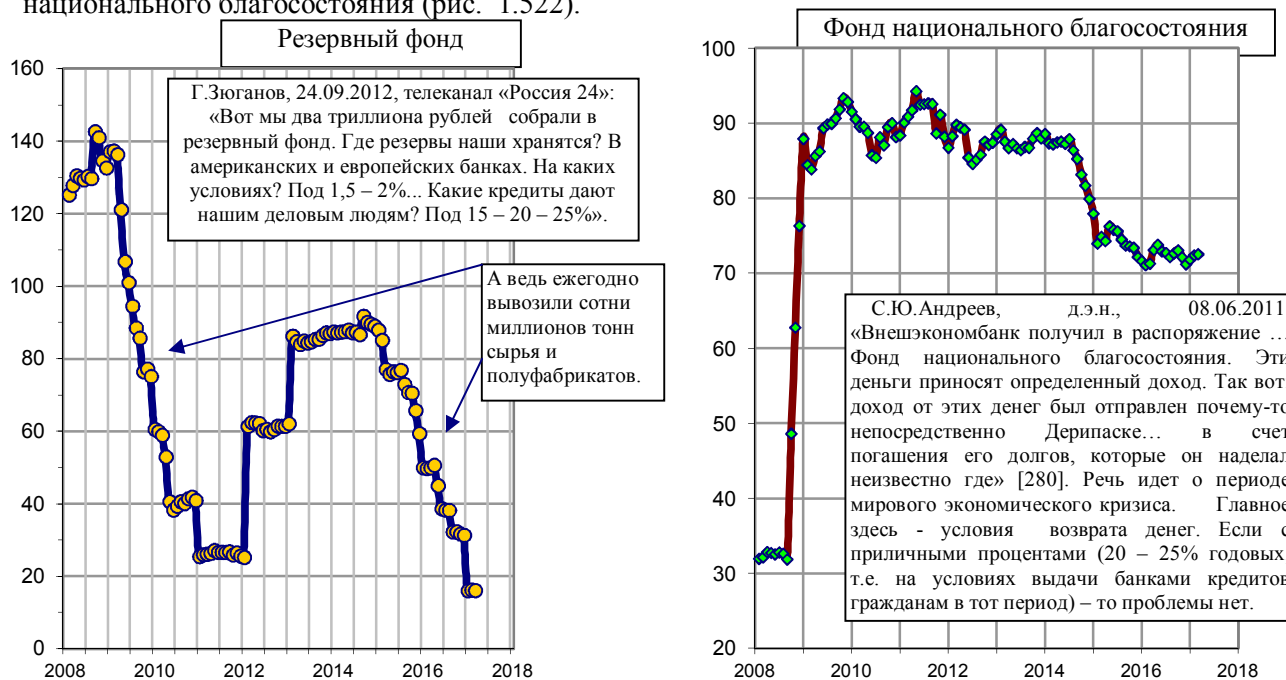 национального благосостояния (рис. 1.522).
Резервный фонд
160
140
120
100
80
60
40
20
0
2008 2010 2012 2014 2016 2018
Г.Зюганов, 24.09.2012, телеканал «Россия 24»:
«Вот мы два триллиона рублей собрали в
резервный фонд. Где резервы наши хранятся? В
американских и европейских банках. На каких
условиях? Под 1,5 – 2%... Какие кредиты дают
нашим деловым людям? Под 15 – 20 – 25%».
А ведь ежегодно
вывозили сотни
миллионов тонн
сырья и
полуфабрикатов.
Фонд национального благосостояния
100
90
80
70
60
50
40
30
20
2008 2010 2012 2014 2016 2018
С.Ю.Андреев, д.э.н., 08.06.2011
«Внешэкономбанк получил в распоряжение …
Фонд национального благосостояния. Эти
деньги приносят определенный доход. Так вот
доход от этих денег был отправлен почему-то
непосредственно Дерипаске… в счет
погашения его долгов, которые он наделал
неизвестно где» [280]. Речь идет о периоде
мирового экономического кризиса. Главное
здесь - условия возврата денег. Если с
приличными процентами (20 – 25% годовых
т.е. на условиях выдачи банками кредитов
гражданам в тот период) – то проблемы нет.